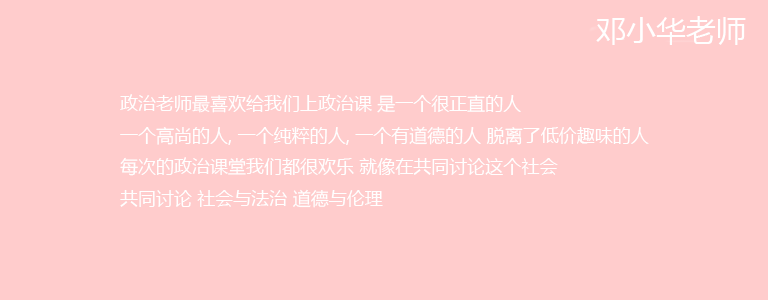 邓小华老师
政治老师最喜欢给我们上政治课 是一个很正直的人
一个高尚的人, 一个纯粹的人, 一个有道德的人 脱离了低价趣味的人
每次的政治课堂我们都很欢乐 就像在共同讨论这个社会
共同讨论 社会与法治 道德与伦理